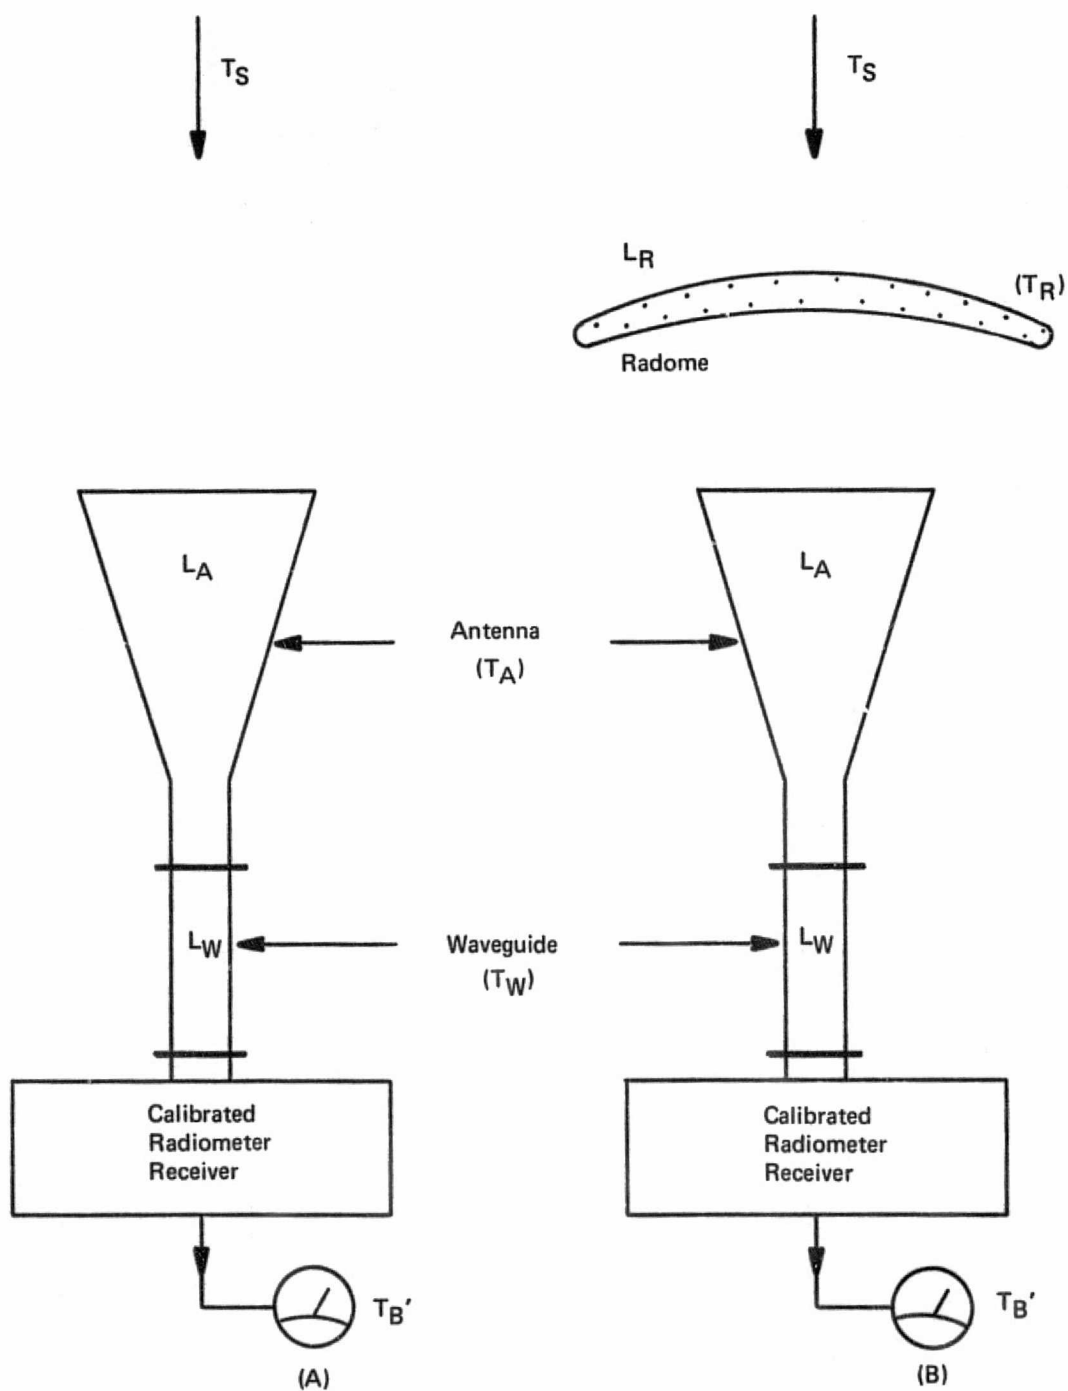 T_S
T_S
L_R
(T_R)
Radome
L_A
L_A
Antenna
(T_A)
L_W
L_W
Waveguide
(T_W)
Calibrated
Radiometer
Receiver
Calibrated
Radiometer
Receiver
T_B'
T_B'
(A)
(B)